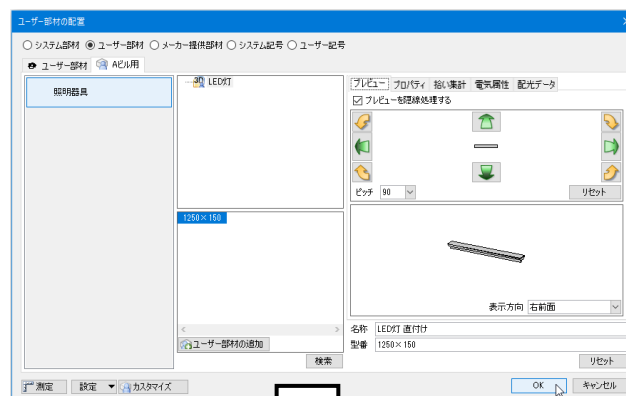 ユーザー部材の配置
システム部材 ユーザー部材 メーカー提供部材 システム記号 ユーザー記号
ユーザー部材 Aビル用
照明器具
3D LED灯
プレビュー プロパティ 拾い集計 電気属性 配光データ
プレビューを隠線処理する
ピッチ 90 リセット
1250×150
表示方向 右前面
名称 LED灯 直付け
型番 1250×150
ユーザー部材の追加
検索 リセット
測定 設定 カスタマイズ OK キャンセル